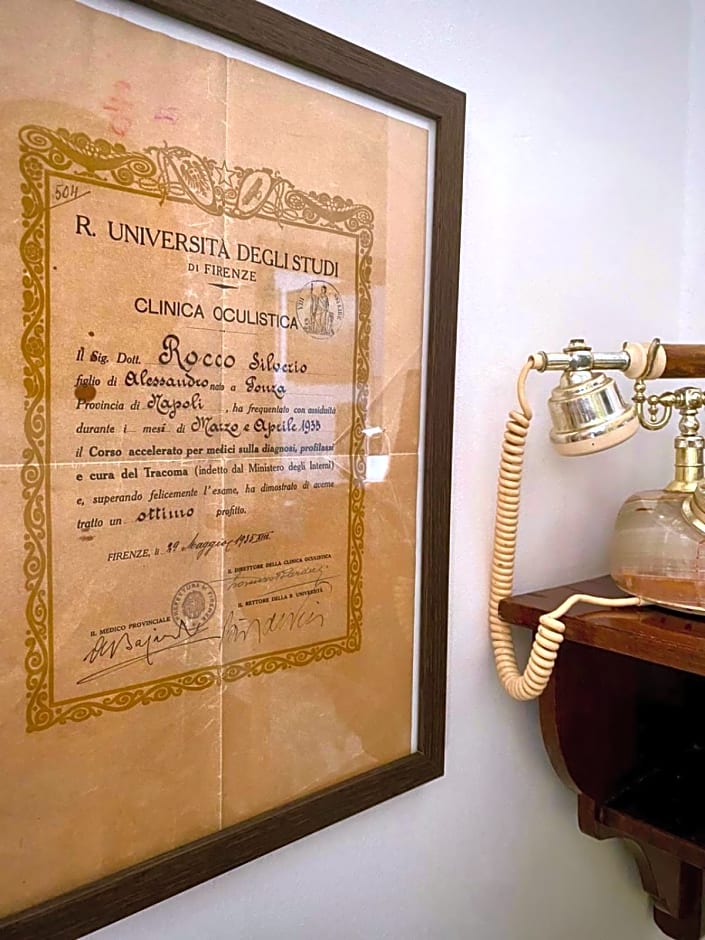 504
R. UNIVERSITÀ DEGLI STUDI
DI FIRENZE
CLINICA OCULISTICA
Il Sig. Dott. Rocco Silverio
figlio di Alessandro nato a Ponza
Provincia di Napoli, ha frequentato con assiduità
durante i mesi di Marzo e Aprile 1935
il Corso accelerato per medici sulla diagnosi, profilassi
e cura del Tracoma (indetto dal Ministero degli Interni)
e, superando felicemente l'esame, ha dimostrato di averne
tratto un ottimo profitto.
FIRENZE, li 29 Maggio 1935 XIII
IL DIRETTORE DELLA CLINICA OCULISTICA
IL RETTORE DELLA R. UNIVERSITÀ
IL MEDICO PROVINCIALE